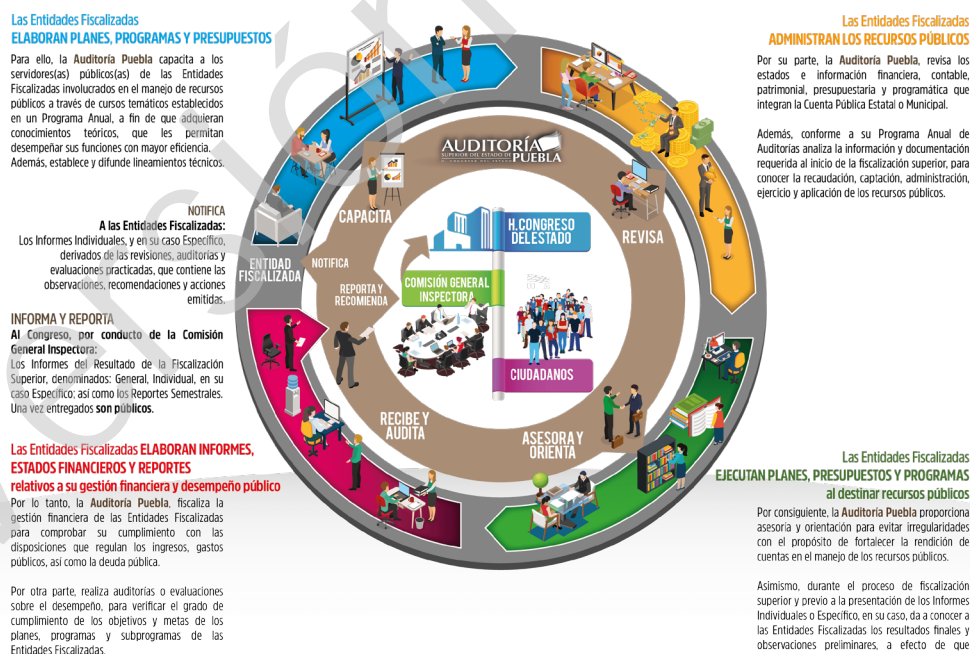 Las Entidades Fiscalizadas
ELABORAN PLANES, PROGRAMAS Y PRESUPUESTOS
Para ello, la Auditoría Puebla capacita a los
servidores(as) públicos(as) de las Entidades
Fiscalizadas involucrados en el manejo de recursos
públicos a través de cursos temáticos establecidos
en un Programa Anual, a fin de que adquieran
conocimientos teóricos, que les permitan
desempeñar sus funciones con mayor eficiencia.
Además, establece y difunde lineamientos técnicos.
NOTIFICA
A las Entidades Fiscalizadas:
Los Informes Individuales, y en su caso Específico,
derivados de las revisiones, auditorías y
evaluaciones practicadas, que contiene las
observaciones, recomendaciones y acciones
emitidas.
INFORMA Y REPORTA
Al Congreso, por conducto de la Comisión
General Inspectora:
Los Informes del Resultado de la Fiscalización
Superior, denominados: General, Individual, en su
caso Específico; así como los Reportes Semestrales.
Una vez entregados son públicos.
Las Entidades Fiscalizadas ELABORAN INFORMES,
ESTADOS FINANCIEROS Y REPORTES
relativos a su gestión financiera y desempeño público
Por lo tanto, la Auditoría Puebla, fiscaliza la
gestión financiera de las Entidades Fiscalizadas
para comprobar su cumplimiento con las
disposiciones que regulan los ingresos, gastos
públicos, así como la deuda pública.
Por otra parte, realiza auditorías o evaluaciones
sobre el desempeño, para verificar el grado de
cumplimiento de los objetivos y metas de los
planes, programas y subprogramas de las
Entidades Fiscalizadas.
AUDITORÍA
SUPERIOR DEL ESTADO DE PUEBLA
CAPACITA
REVISA
H. CONGRESO
DEL ESTADO
ENTIDAD
FISCALIZADA
NOTIFICA
REPORTA Y
RECOMIENDA
COMISIÓN GENERAL
INSPECTORA
CIUDADANOS
RECIBE Y
AUDITA
ASESORA Y
ORIENTA
Las Entidades Fiscalizadas
ADMINISTRAN LOS RECURSOS PÚBLICOS
Por su parte, la Auditoría Puebla, revisa los
estados e información financiera, contable,
patrimonial, presupuestaria y programática que
integran la Cuenta Pública Estatal o Municipal.
Además, conforme a su Programa Anual de
Auditorías analiza la información y documentación
requerida al inicio de la fiscalización superior, para
conocer la recaudación, captación, administración,
ejercicio y aplicación de los recursos públicos.
Las Entidades Fiscalizadas
EJECUTAN PLANES, PRESUPUESTOS Y PROGRAMAS
al destinar recursos públicos
Por consiguiente, la Auditoría Puebla proporciona
asesoría y orientación para evitar irregularidades
con el propósito de fortalecer la rendición de
cuentas en el manejo de los recursos públicos.
Asimismo, durante el proceso de fiscalización
superior y previo a la presentación de los Informes
Individuales o Específico, en su caso, da a conocer a
las Entidades Fiscalizadas los resultados finales y
observaciones preliminares, a efecto de que